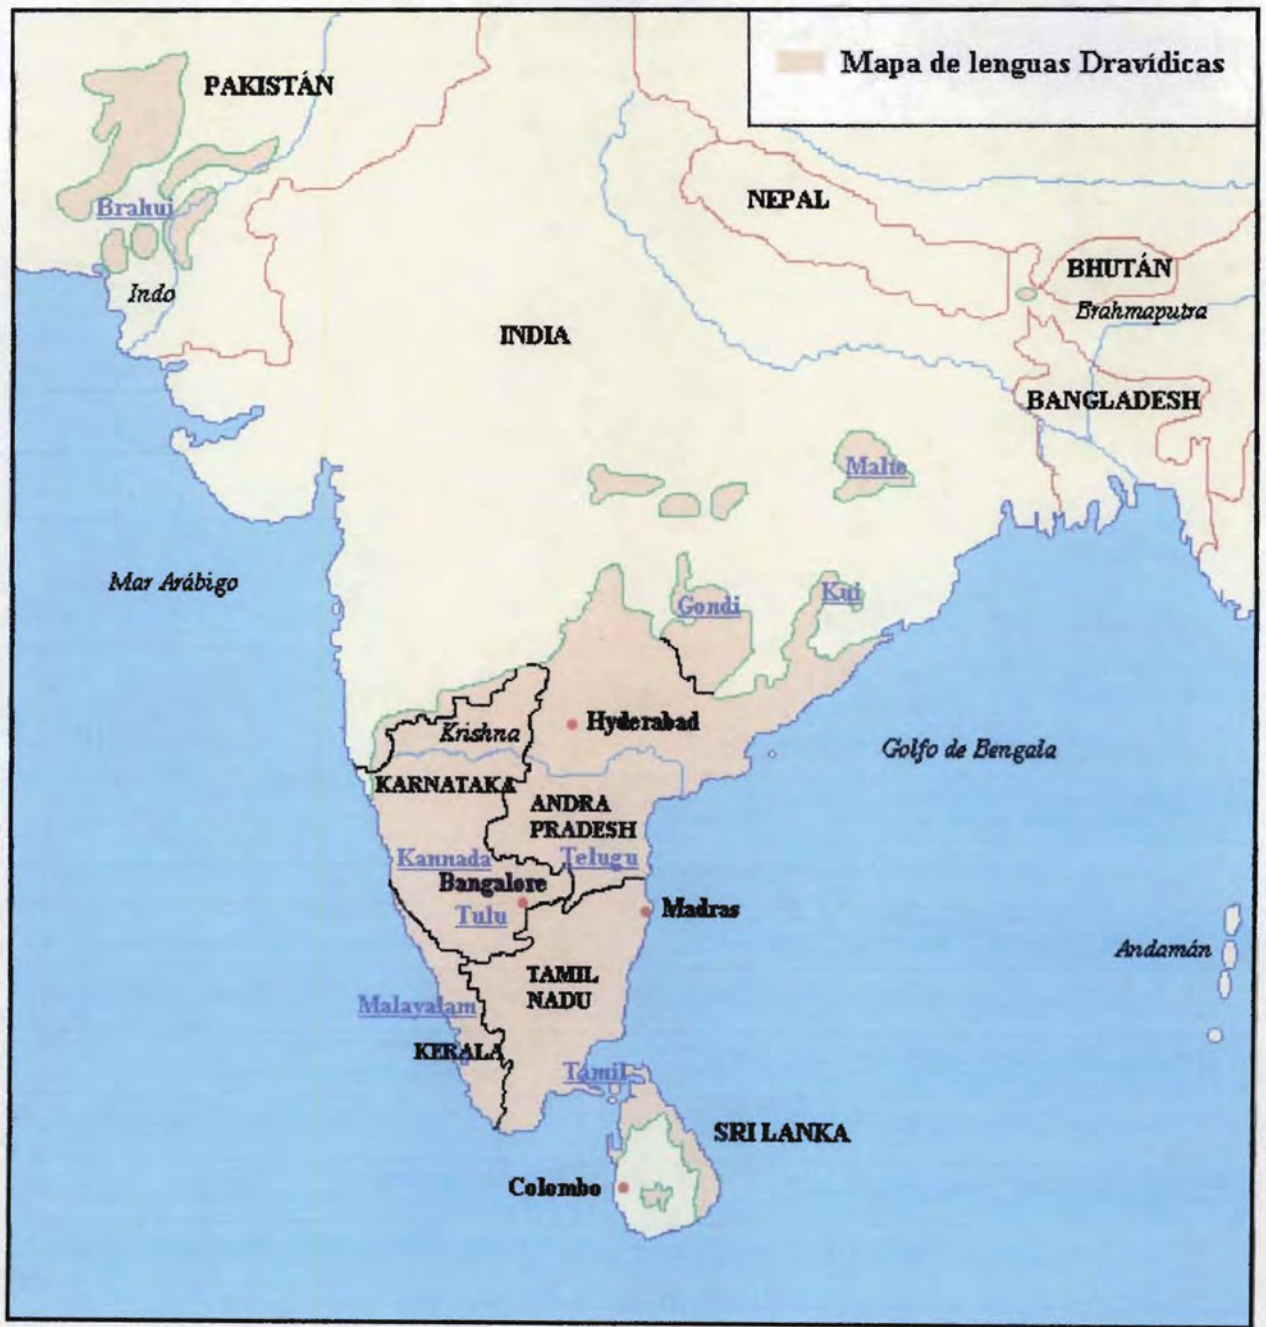 Mapa de lenguas Dravídicas
PAKISTÁN
NEPAL
Brahui
BHUTÁN
Indo
Brahmaputra
INDIA
BANGLADESH
Malto
Mar Arábigo
Gondi
Kui
Krishna
Hyderabad
Golfo de Bengala
KARNATAKA
ANDRA
PRADESH
Kannada
Telugu
Bangalore
Tulu
Madras
Andamán
TAMIL
NADU
Malayalam
KERALA
Tamil
SRI LANKA
Colombo